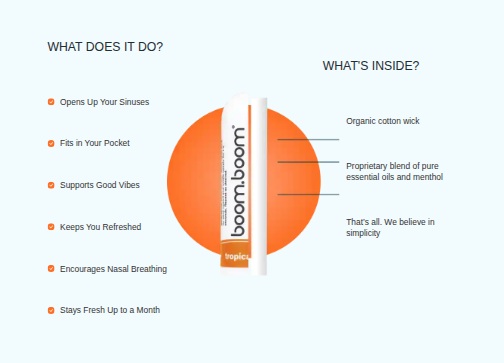 WHAT DOES IT DO?
WHAT'S INSIDE?
Opens Up Your Sinuses
Fits in Your Pocket
Supports Good Vibes
Keeps You Refreshed
Encourages Nasal Breathing
Stays Fresh Up to a Month
boom.boom®
tropical
Organic cotton wick
Proprietary blend of pure
essential oils and menthol
That's all. We believe in
simplicity